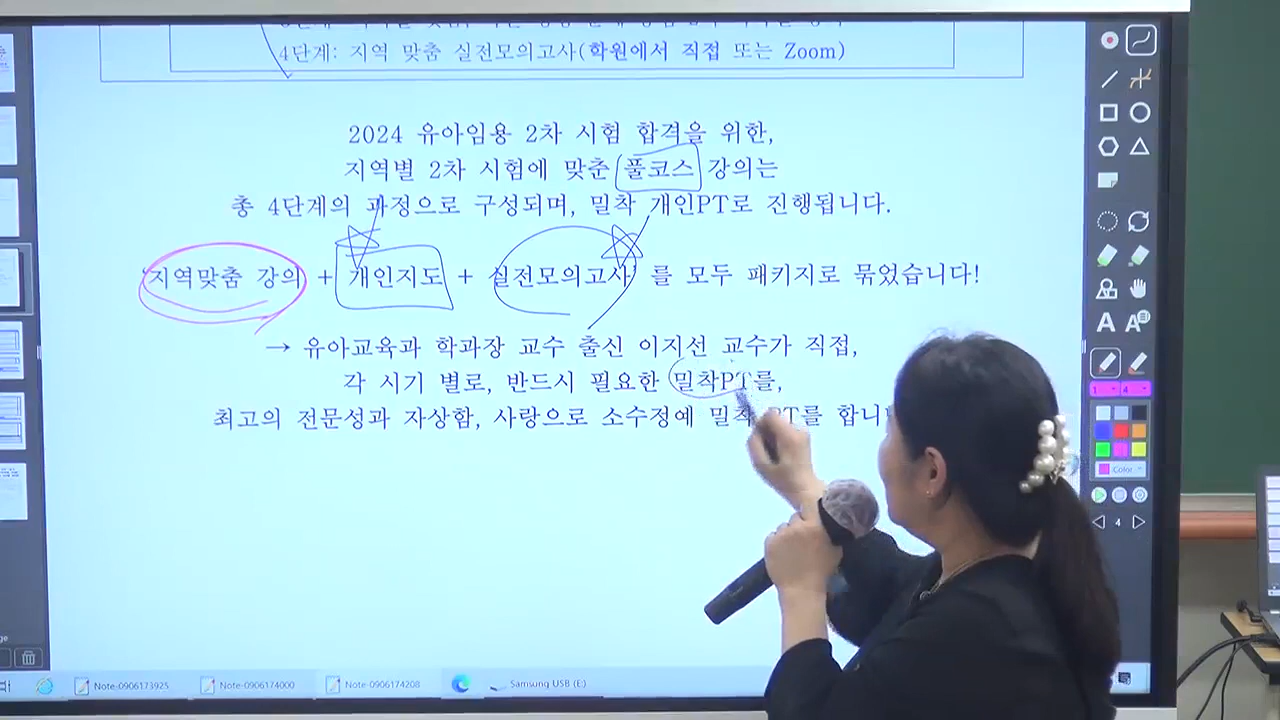 4단계: 지역 맞춤 실전모의고사(학원에서 직접 또는 Zoom)
2024 유아임용 2차 시험 합격을 위한,
지역별 2차 시험에 맞춘 풀코스 강의는
총 4단계의 과정으로 구성되며, 밀착 개인PT로 진행됩니다.
'지역맞춤 강의 + 개인지도 + 실전모의고사' 를 모두 패키지로 묶었습니다!
→ 유아교육과 학과장 교수 출신 이지선 교수가 직접,
각 시기 별로, 반드시 필요한 밀착PT를,
최고의 전문성과 자상함, 사랑으로 소수정예 밀착 PT를 합니
A A
Color
4
Note-0906173925
Note-0906174000
Note-0906174208
Samsung USB (E:)